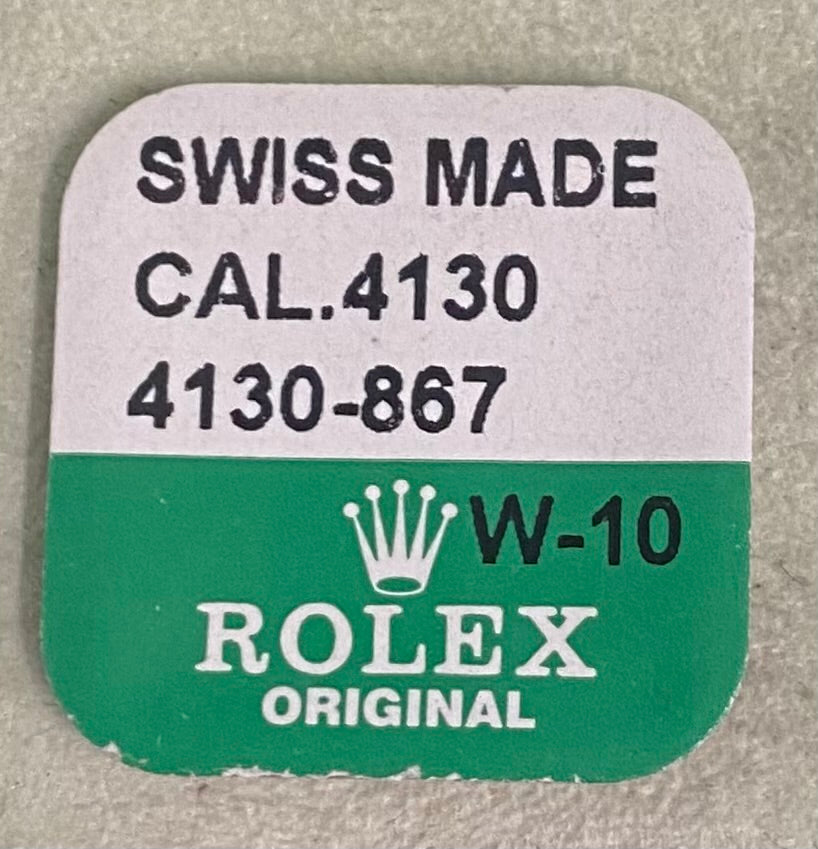 SWISS MADE
CAL.4130
4130-867
W-10
ROLEX
ORIGINAL